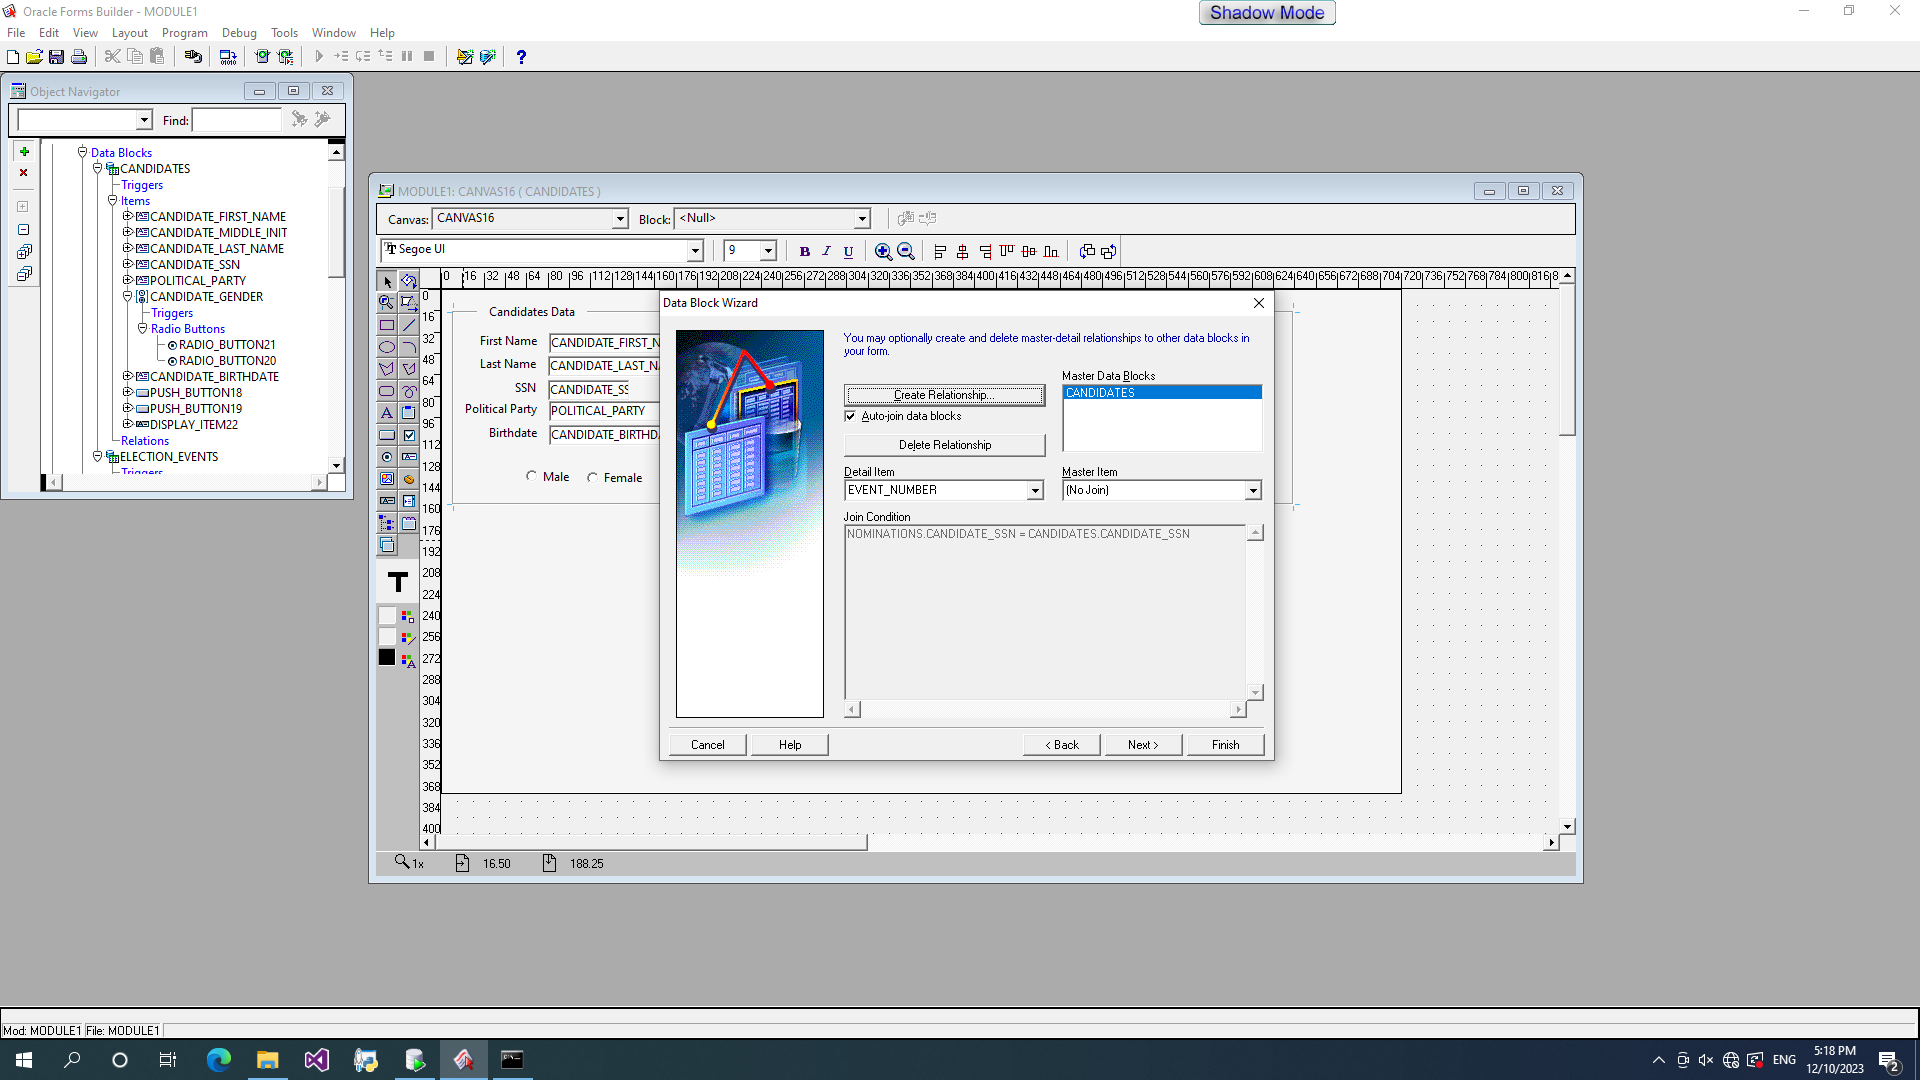 Oracle Forms Builder - MODULE1
Shadow Mode
File Edit View Layout Program Debug Tools Window Help
Object Navigator
Find:
Data Blocks
CANDIDATES
Triggers
Items
CANDIDATE_FIRST_NAME
CANDIDATE_MIDDLE_INIT
CANDIDATE_LAST_NAME
CANDIDATE_SSN
POLITICAL_PARTY
CANDIDATE_GENDER
Triggers
Radio Buttons
RADIO_BUTTON21
RADIO_BUTTON20
CANDIDATE_BIRTHDATE
PUSH_BUTTON18
PUSH_BUTTON19
DISPLAY_ITEM22
Relations
ELECTION_EVENTS
Triggers
MODULE1: CANVAS16 ( CANDIDATES )
Canvas: CANVAS16 Block: <Null>
Segoe UI 9 B I U
0 16 32 48 64 80 96 112 128 144 160 176 192 208 224 240 256 272 288 304 320 336 352 368 384 400 416 432 448 464 480 496 512 528 544 560 576 592 608 624 640 656 672 688 704 720 736 752 768 784 800 816 8
0
16
32
48
64
80
96
112
128
144
160
176
192
208
224
240
256
272
288
304
320
336
352
368
384
400
Candidates Data
First Name CANDIDATE_FIRST_N
Last Name CANDIDATE_LAST_NA
SSN CANDIDATE_SS
Political Party POLITICAL_PARTY
Birthdate CANDIDATE_BIRTHDA
Male Female
Data Block Wizard
You may optionally create and delete master-detail relationships to other data blocks in
your form.
Create Relationship...
Auto-join data blocks
Delete Relationship
Master Data Blocks
CANDIDATES
Detail Item
EVENT_NUMBER
Master Item
(No Join)
Join Condition
NOMINATIONS.CANDIDATE_SSN = CANDIDATES.CANDIDATE_SSN
Cancel Help < Back Next > Finish
1x 16.50 188.25
Mod: MODULE1 File: MODULE1
ENG
5:18 PM
12/10/2023
2